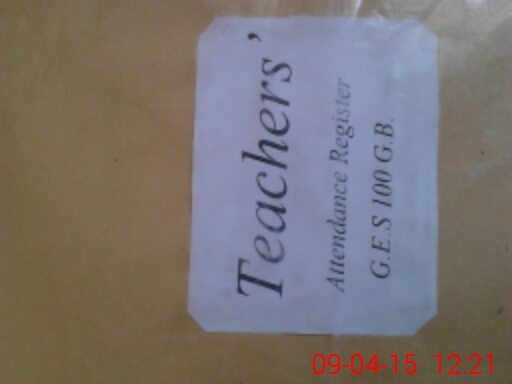 Teachers'
Attendance Register
G.E.S 100 G.B.
09-04-15 12:21